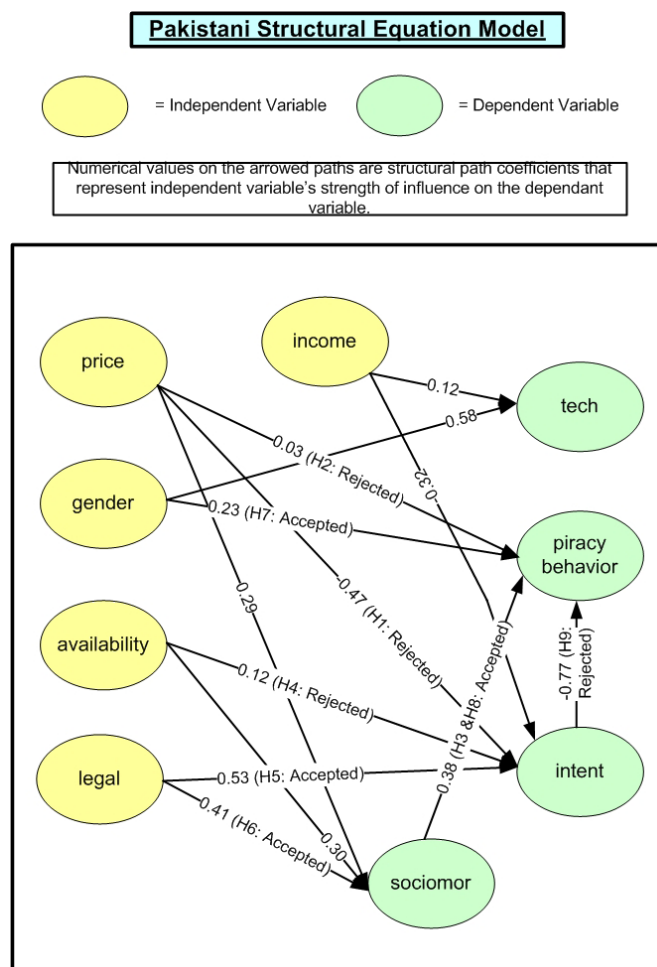 Pakistani Structural Equation Model
= Independent Variable
= Dependent Variable
Numerical values on the arrowed paths are structural path coefficients that
represent independent variable's strength of influence on the dependant
variable.
price
income
tech
gender
piracy
behavior
availability
legal
intent
sociomor
0.12
0.58
0.03 (H2: Rejected)
-0.32
0.23 (H7: Accepted)
0.29
-0.47 (H1: Rejected)
0.12 (H4: Rejected)
0.38 (H3 &H8: Accepted)
-0.77 (H9:
Rejected)
0.53 (H5: Accepted)
0.41 (H6: Accepted)
0.30